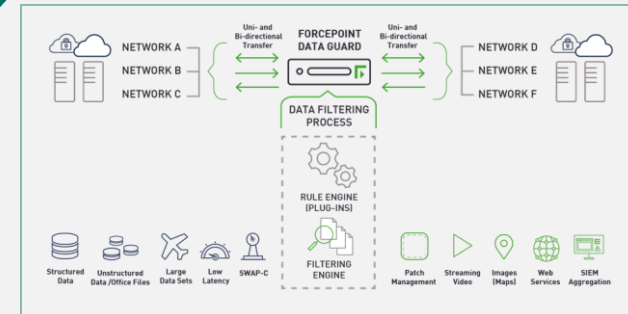 Uni- and
Bi-directional
Transfer
FORCEPOINT
DATA GUARD
Uni- and
Bi-directional
Transfer
NETWORK A
NETWORK B
NETWORK C
NETWORK D
NETWORK E
NETWORK F
DATA FILTERING
PROCESS
RULE ENGINE
(PLUG-INS)
FILTERING
ENGINE
Structured
Data
Unstructured
Data /Office Files
Large
Data Sets
Low
Latency
SWAP-C
Patch
Management
Streaming
Video
Images
(Maps)
Web
Services
SIEM
Aggregation